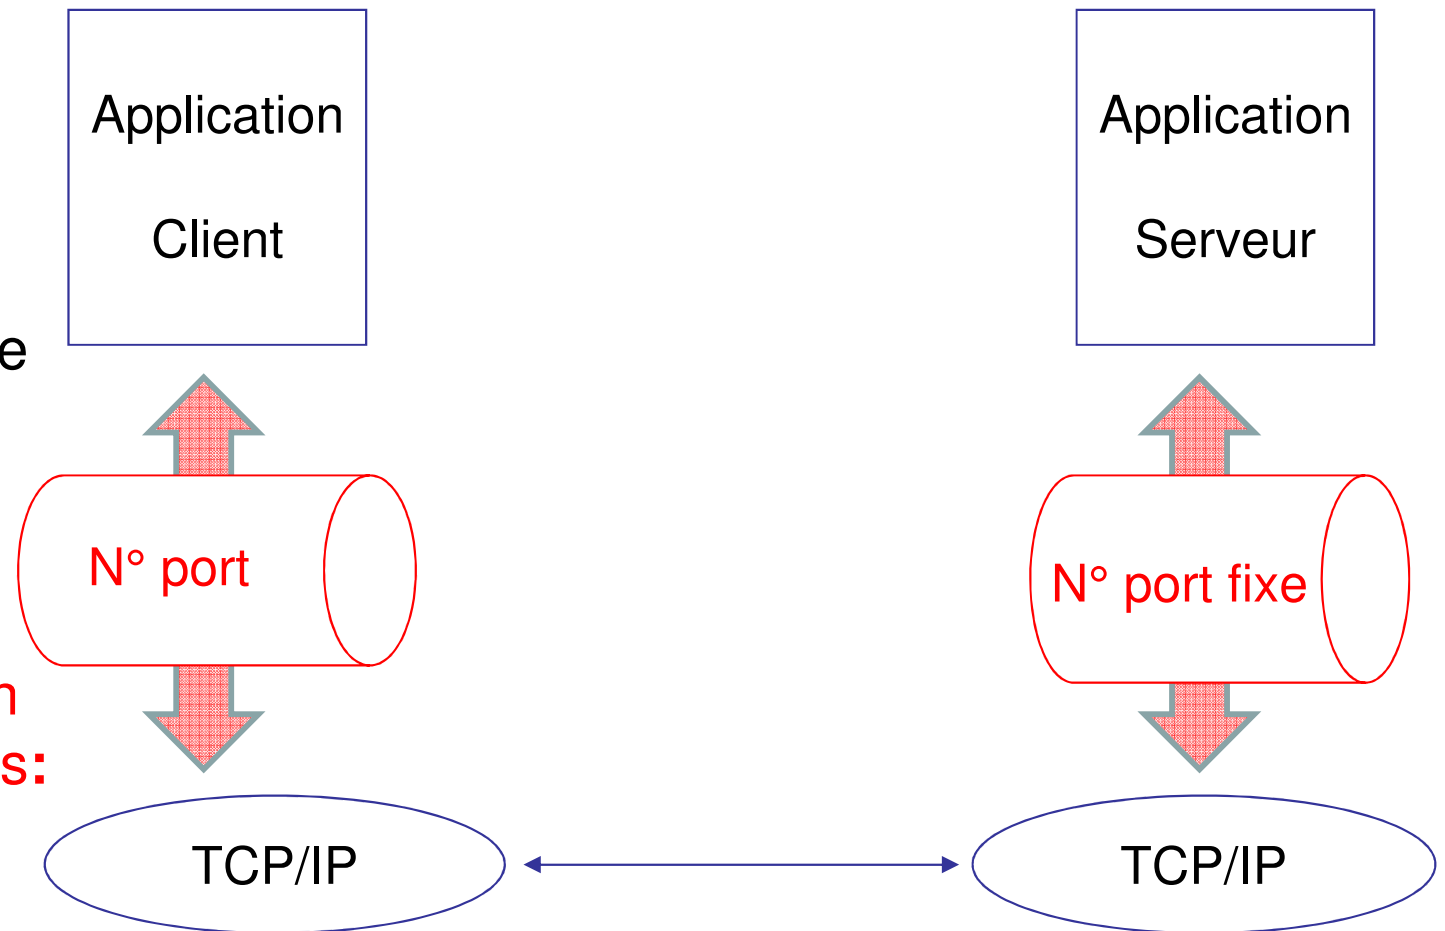 Application
Client
Application
Serveur
e
N° port
N° port fixe
n
s:
TCP/IP
TCP/IP